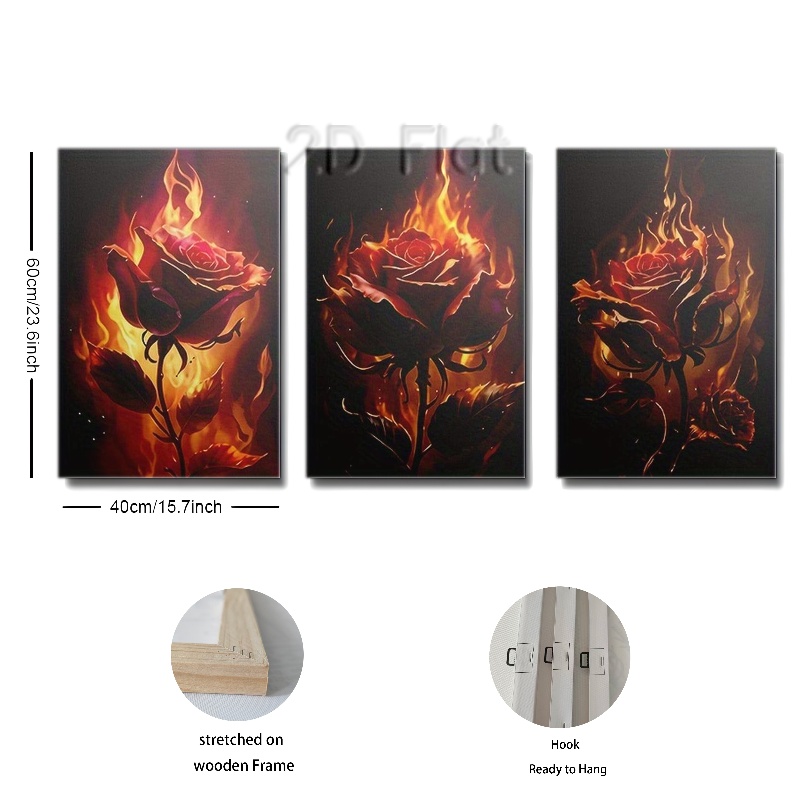 2D Flat
60cm/23.6inch
40cm/15.7inch
stretched on
wooden Frame
Hook
Ready to Hang